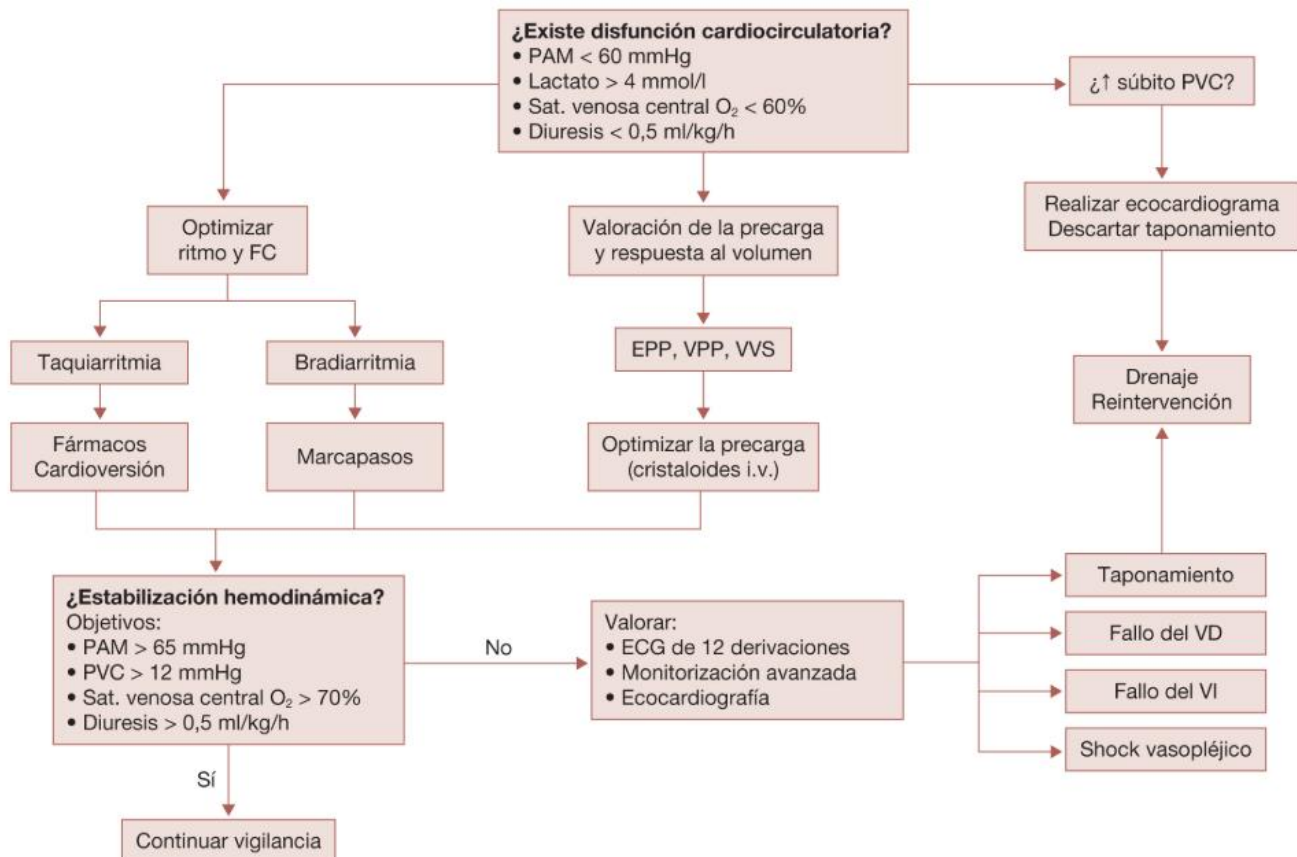 ¿Existe disfunción cardiocirculatoria?
• PAM < 60 mmHg
• Lactato > 4 mmol/l
• Sat. venosa central O₂ < 60%
• Diuresis < 0,5 ml/kg/h
¿↑ súbito PVC?
Optimizar
ritmo y FC
Valoración de la precarga
y respuesta al volumen
Realizar ecocardiograma
Descartar taponamiento
Taquiarritmia
Bradiarritmia
EPP, VPP, VVS
Drenaje
Reintervención
Fármacos
Cardioversión
Marcapasos
Optimizar la precarga
(cristaloides i.v.)
¿Estabilización hemodinámica?
Objetivos:
• PAM > 65 mmHg
• PVC > 12 mmHg
• Sat. venosa central O₂ > 70%
• Diuresis > 0,5 ml/kg/h
No
Valorar:
• ECG de 12 derivaciones
• Monitorización avanzada
• Ecocardiografía
Taponamiento
Fallo del VD
Fallo del VI
Shock vasopléjico
Sí
Continuar vigilancia